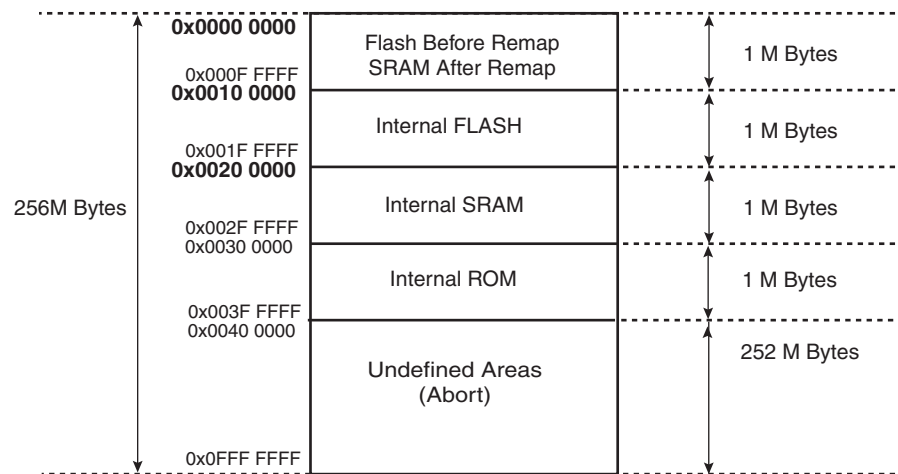 0x0000 0000
Flash Before Remap
SRAM After Remap
1 M Bytes
0x000F FFFF
0x0010 0000
Internal FLASH
1 M Bytes
0x001F FFFF
0x0020 0000
256M Bytes
Internal SRAM
1 M Bytes
0x002F FFFF
0x0030 0000
Internal ROM
1 M Bytes
0x003F FFFF
0x0040 0000
252 M Bytes
Undefined Areas
(Abort)
0x0FFF FFFF